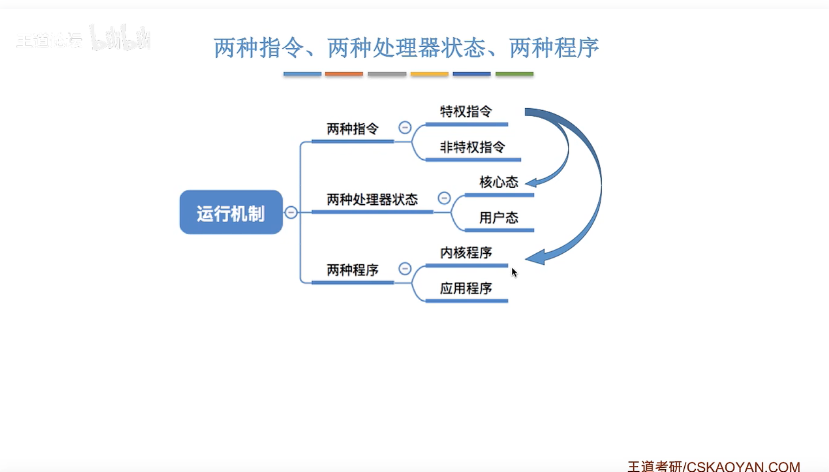 两种指令、两种处理器状态、两种程序
特权指令
两种指令
非特权指令
核心态
两种处理器状态
运行机制
用户态
内核程序
两种程序
应用程序
王道考研/CSKAOYAN.COM